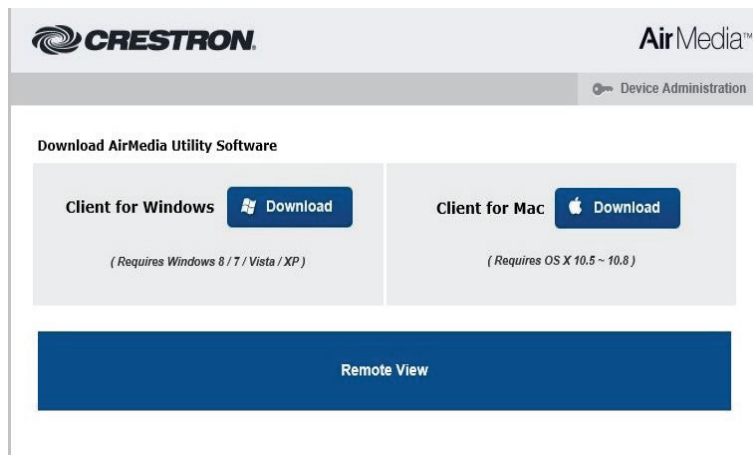 CRESTRON.
AirMedia™
Device Administration
Download AirMedia Utility Software
Client for Windows Download
( Requires Windows 8 / 7 / Vista / XP )
Client for Mac Download
( Requires OS X 10.5 ~ 10.8 )
Remote View